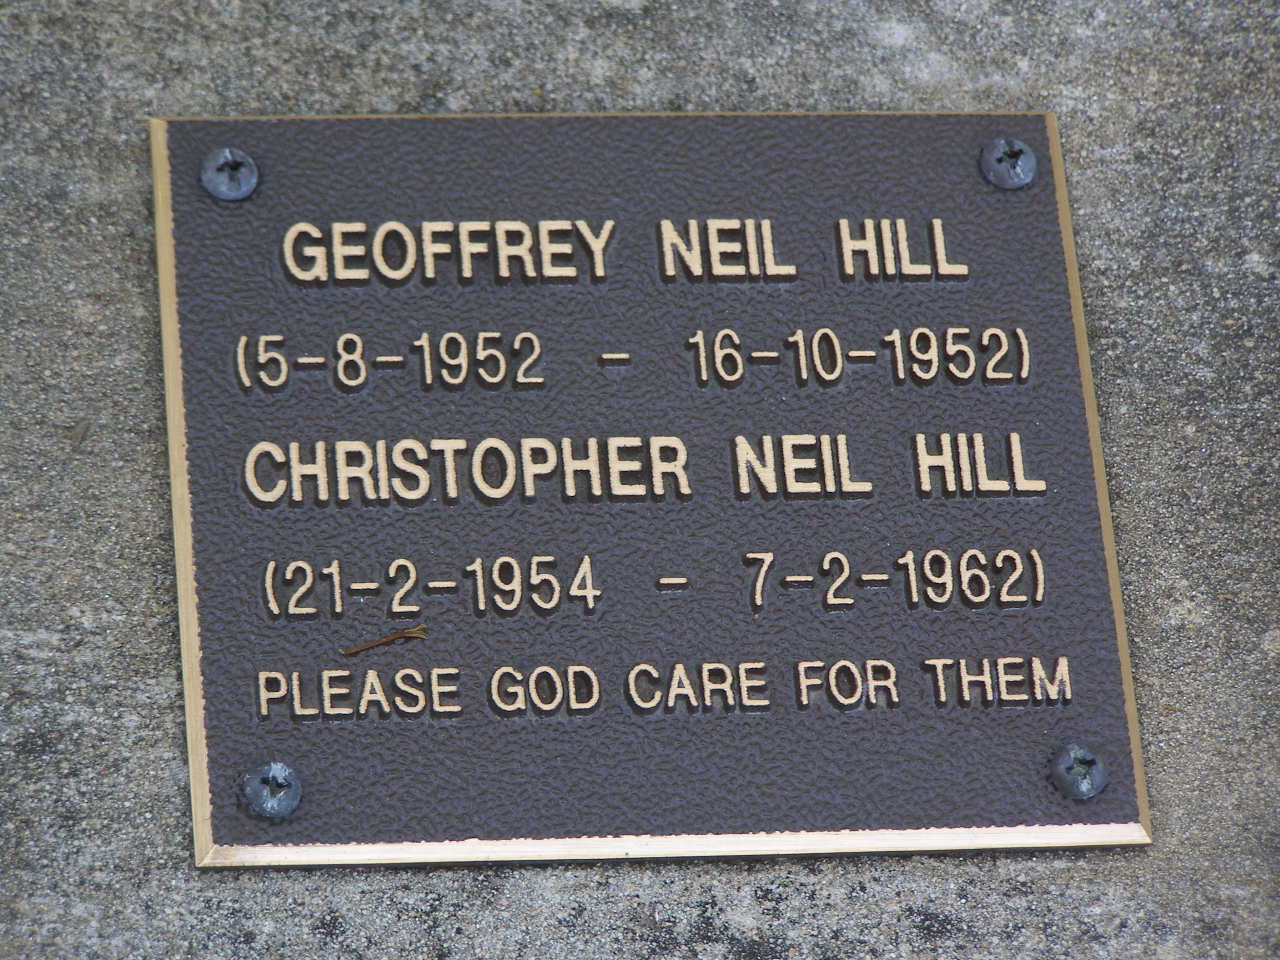 GEOFFREY NEIL HILL
(5-8-1952 - 16-10-1952)
CHRISTOPHER NEIL HILL
(21-2-1954 - 7-2-1962)
PLEASE GOD CARE FOR THEM